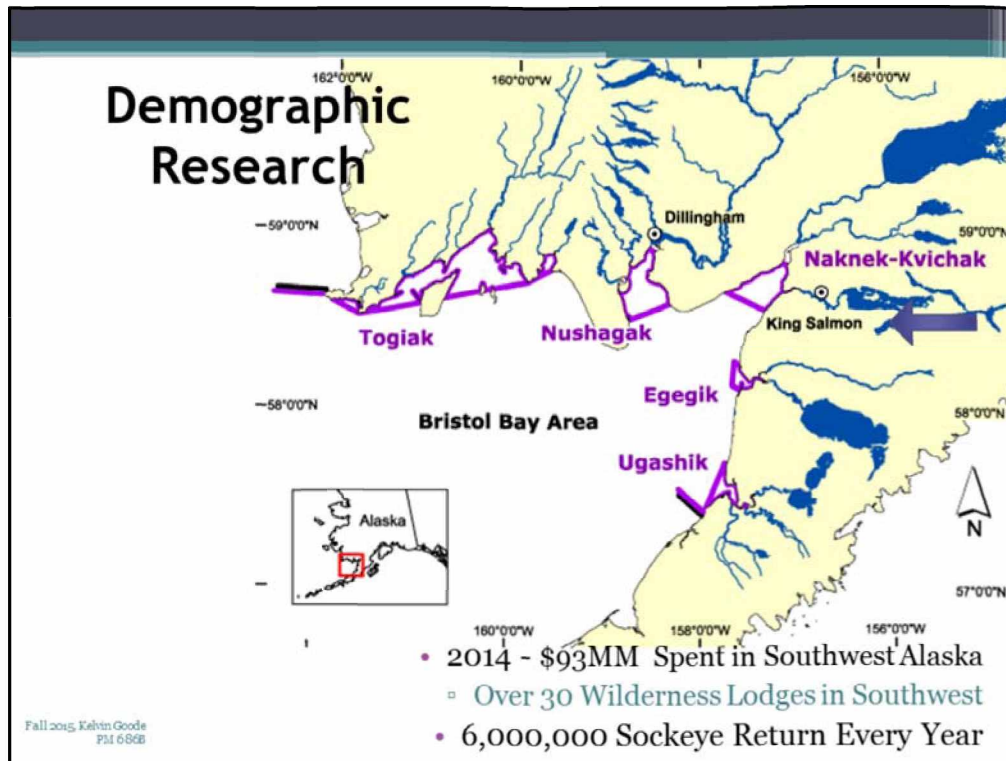 Demographic
Research
162°0'0"W
160°0'0"W
156°0'0"W
59°0'0"N
Dillingham
59°0'0"N
Naknek-Kvichak
King Salmon
Togiak
Nushagak
Egegik
58°0'0"N
Bristol Bay Area
58°0'0"N
Ugashik
Alaska
N
57°0'0"N
160°0'0"W
158°0'0"W
156°0'0"W
• 2014 - $93MM Spent in Southwest Alaska
▫ Over 30 Wilderness Lodges in Southwest
• 6,000,000 Sockeye Return Every Year
Fall 2015, Kelvin Goode
PM 686B